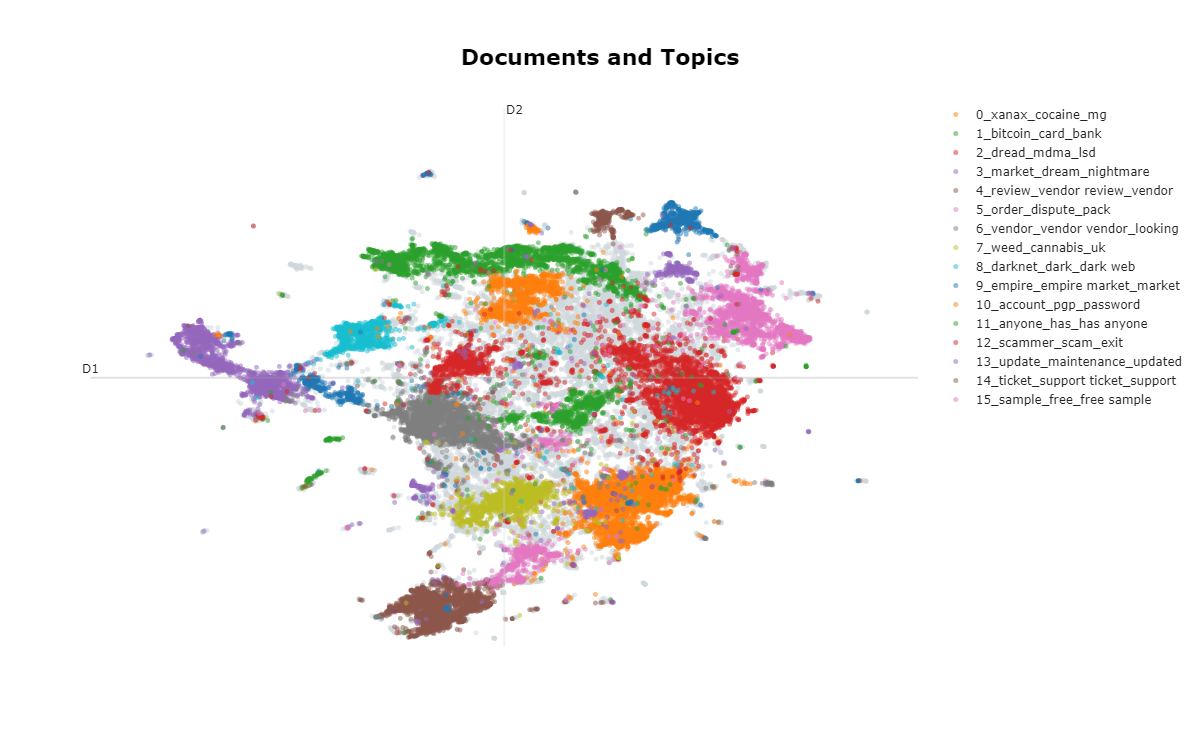 Documents and Topics
D2
D1
0_xanax_cocaine_mg
1_bitcoin_card_bank
2_dread_mdma_lsd
3_market_dream_nightmare
4_review_vendor review_vendor
5_order_dispute_pack
6_vendor_vendor vendor_looking
7_weed_cannabis_uk
8_darknet_dark_dark web
9_empire_empire market_market
10_account_pgp_password
11_anyone_has_has anyone
12_scammer_scam_exit
13_update_maintenance_updated
14_ticket_support ticket_support
15_sample_free_free sample